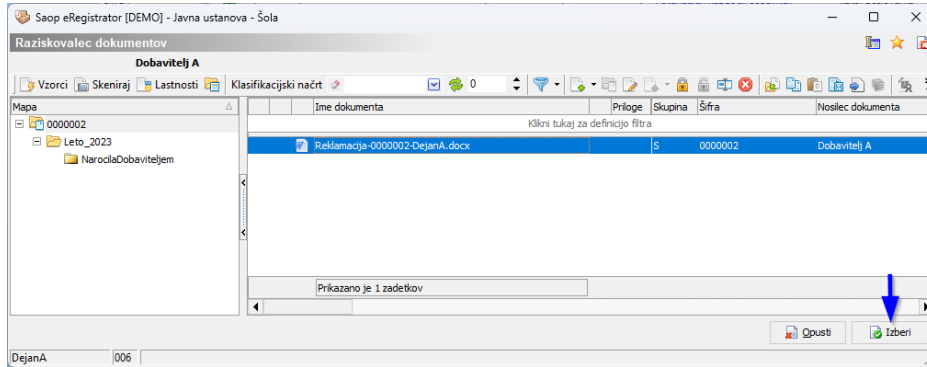 Saop eRegistrator [DEMO] - Javna ustanova - Šola
Raziskovalec dokumentov
Dobavitelj A
Vzorci Skeniraj Lastnosti Klasifikacijski načrt 0
Mapa Ime dokumenta Priloge Skupina Šifra Nosilec dokumenta
0000002 Klikni tukaj za definicijo filtra
Leto_2023 Reklamacija-0000002-DejanA.docx S 0000002 Dobavitelj A
NarocilaDobaviteljem
Prikazano je 1 zadetkov
Opusti Izberi
DejanA 006